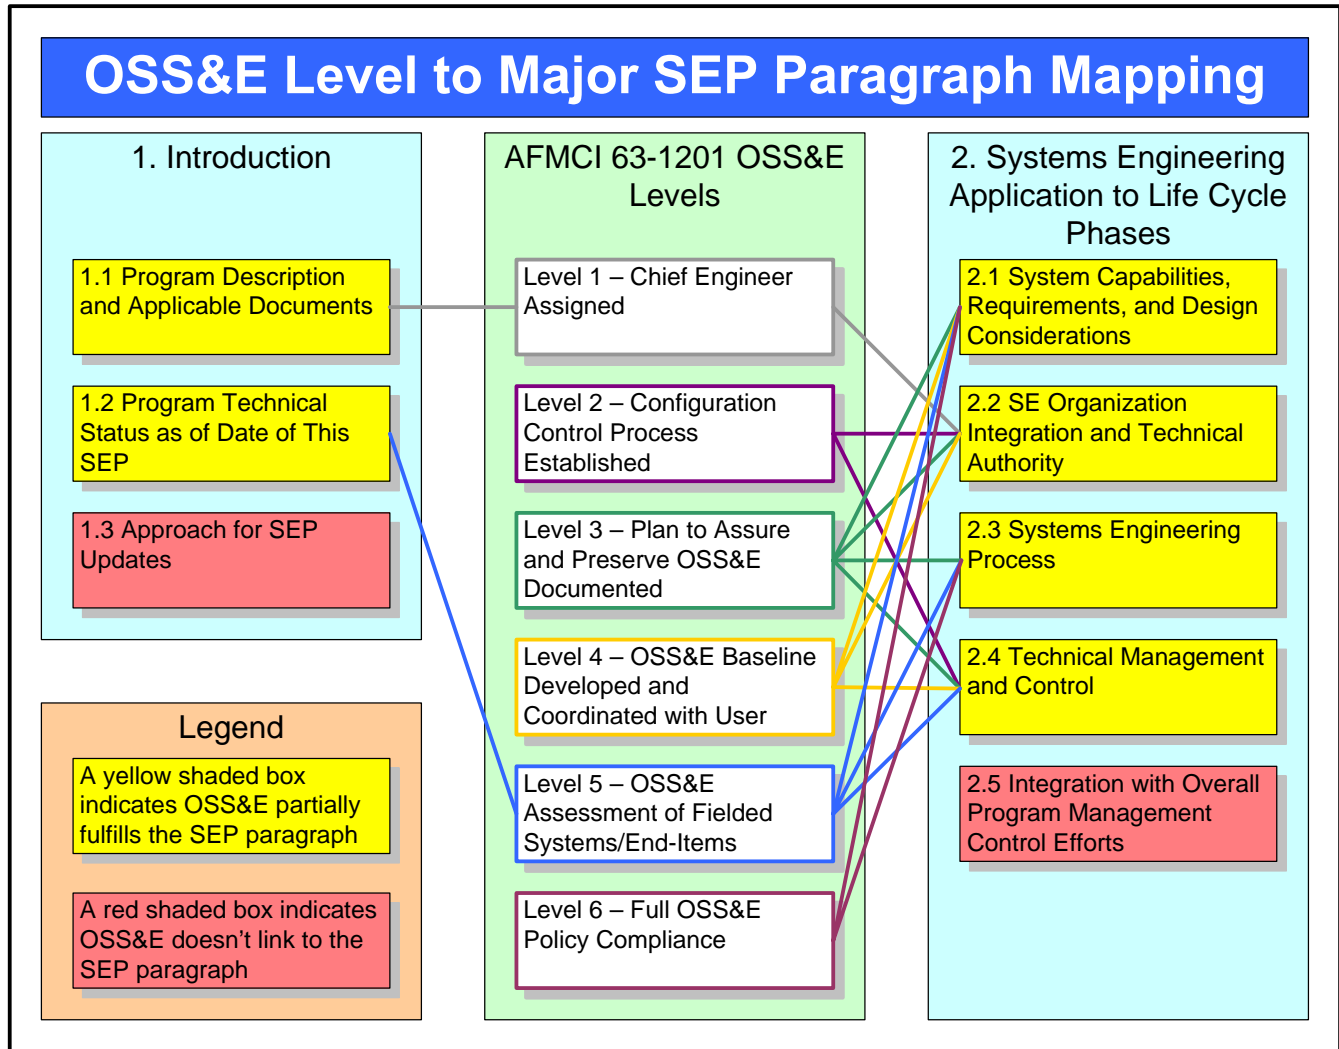 OSS&E Level to Major SEP Paragraph Mapping
1. Introduction
1.1 Program Description
and Applicable Documents
1.2 Program Technical
Status as of Date of This
SEP
1.3 Approach for SEP
Updates
Legend
A yellow shaded box
indicates OSS&E partially
fulfills the SEP paragraph
A red shaded box indicates
OSS&E doesn’t link to the
SEP paragraph
AFMCI 63-1201 OSS&E
Levels
Level 1 – Chief Engineer
Assigned
Level 2 – Configuration
Control Process
Established
Level 3 – Plan to Assure
and Preserve OSS&E
Documented
Level 4 – OSS&E Baseline
Developed and
Coordinated with User
Level 5 – OSS&E
Assessment of Fielded
Systems/End-Items
Level 6 – Full OSS&E
Policy Compliance
2. Systems Engineering
Application to Life Cycle
Phases
2.1 System Capabilities,
Requirements, and Design
Considerations
2.2 SE Organization
Integration and Technical
Authority
2.3 Systems Engineering
Process
2.4 Technical Management
and Control
2.5 Integration with Overall
Program Management
Control Efforts